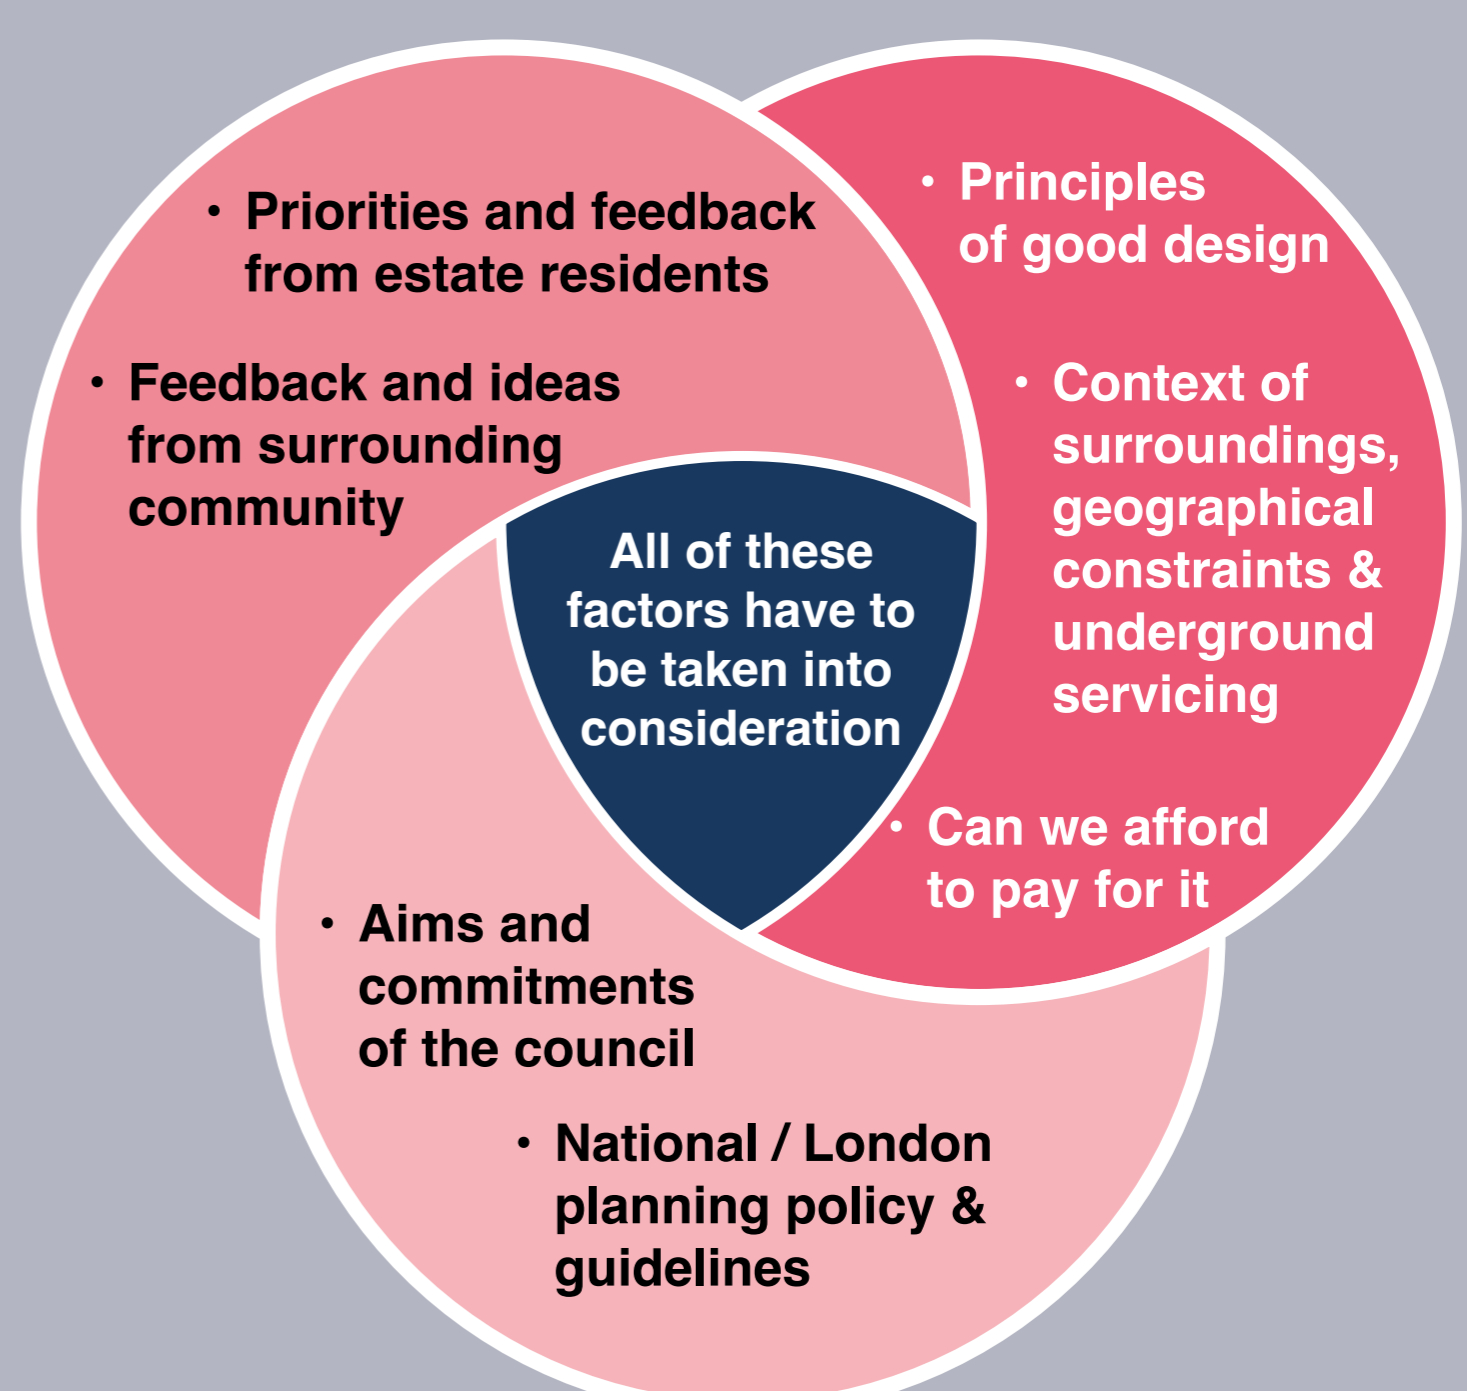 • Priorities and feedback
from estate residents
• Feedback and ideas
from surrounding
community
• Principles
of good design
• Context of
surroundings,
geographical
constraints &
underground
servicing
• Can we afford
to pay for it
All of these
factors have to
be taken into
consideration
• Aims and
commitments
of the council
• National / London
planning policy &
guidelines